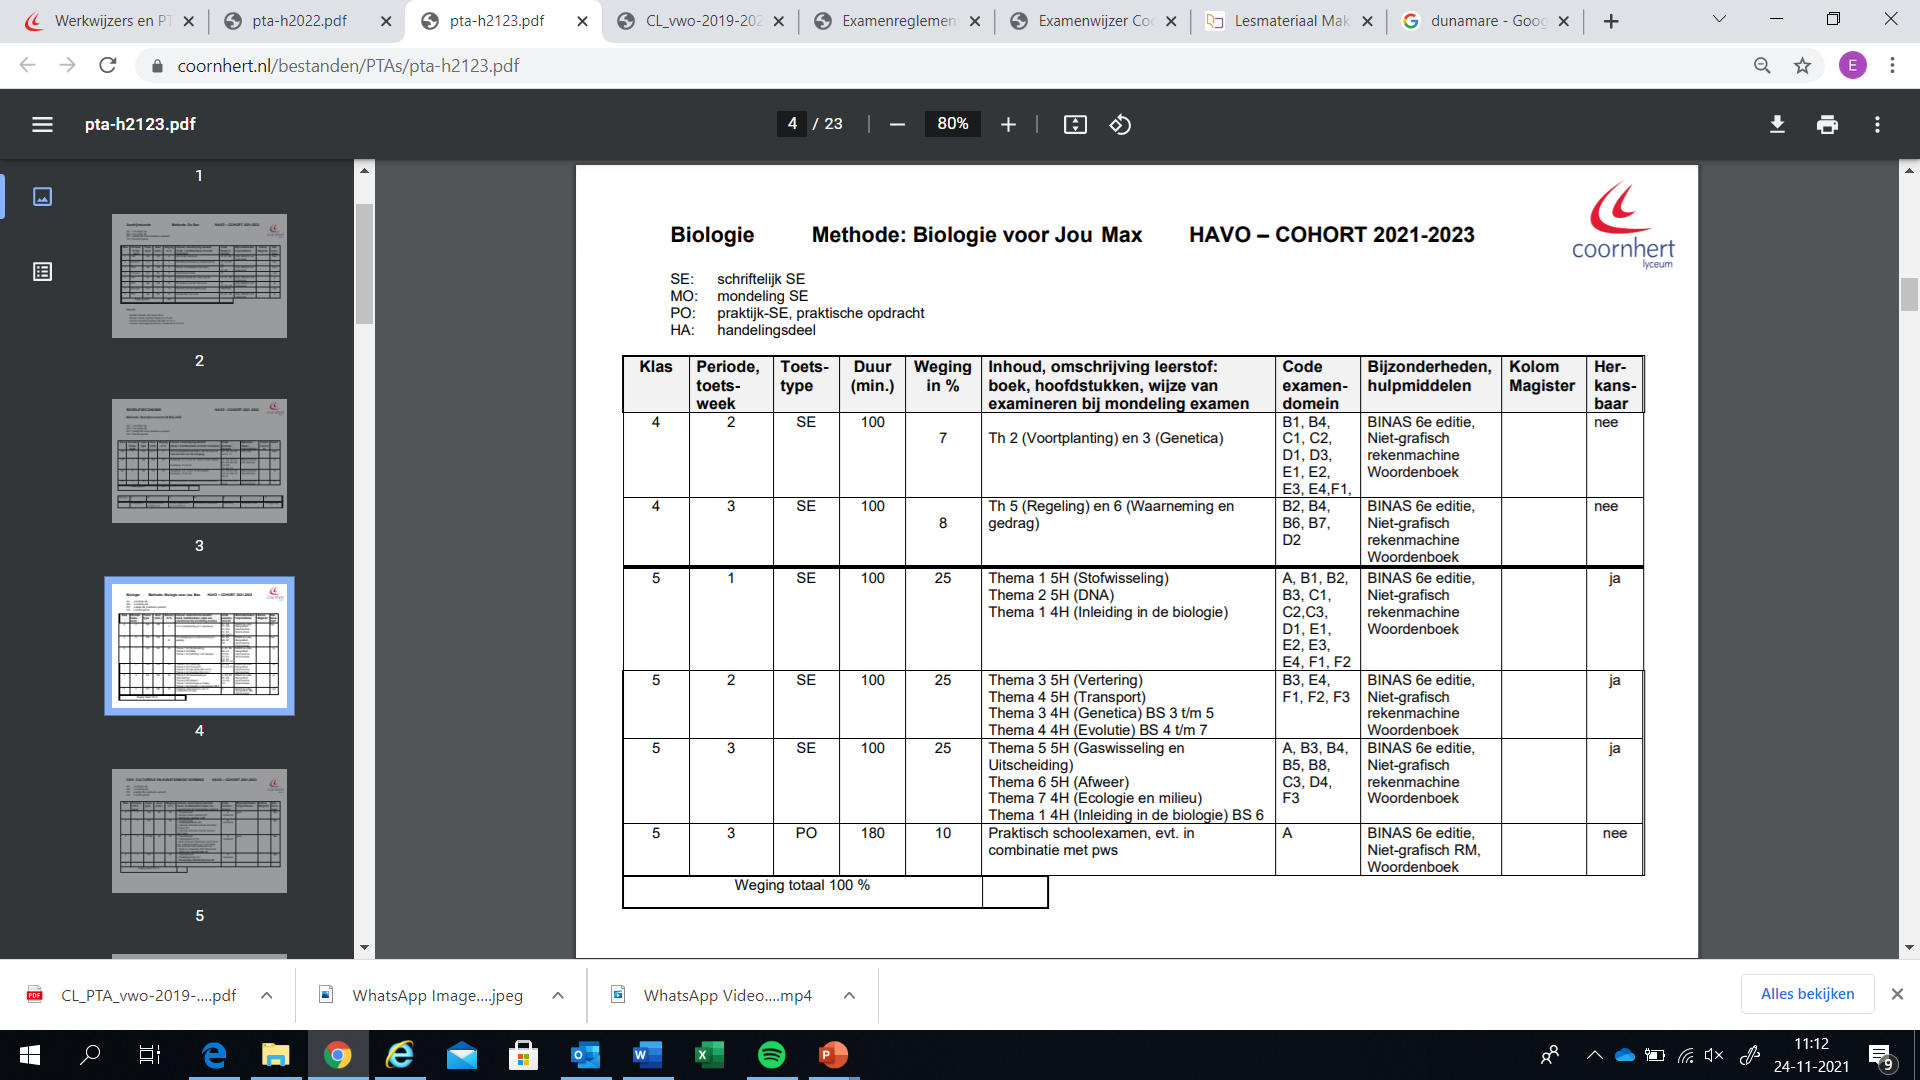 Werkwijzers en PT
pta-h2022.pdf
pta-h2123.pdf
CL_vwo-2019-202
Examenreglement
Examenwijzer Coo
Lesmateriaal Mak
dunamare - Goog
coornhert.nl/bestanden/PTAs/pta-h2123.pdf
E
pta-h2123.pdf
4 / 23
80%
1
2
3
4
5
coornhert
lyceum
Biologie Methode: Biologie voor Jou Max HAVO – COHORT 2021-2023
SE: schriftelijk SE
MO: mondeling SE
PO: praktijk-SE, praktische opdracht
HA: handelingsdeel
Klas Periode, Toets- Duur Weging Inhoud, omschrijving leerstof: Code Bijzonderheden, Kolom Her-
toets- type (min.) in % boek, hoofdstukken, wijze van examen- hulpmiddelen Magister kans-
week examineren bij mondeling examen domein baar
4 2 SE 100 B1, B4, BINAS 6e editie, nee
7 Th 2 (Voortplanting) en 3 (Genetica) C1, C2, Niet-grafisch
D1, D3, rekenmachine
E1, E2, Woordenboek
E3, E4,F1,
4 3 SE 100 Th 5 (Regeling) en 6 (Waarneming en B2, B4, BINAS 6e editie, nee
8 gedrag) B6, B7, Niet-grafisch
D2 rekenmachine
Woordenboek
5 1 SE 100 25 Thema 1 5H (Stofwisseling) A, B1, B2, BINAS 6e editie, ja
Thema 2 5H (DNA) B3, C1, Niet-grafisch
Thema 1 4H (Inleiding in de biologie) C2,C3, rekenmachine
D1, E1, Woordenboek
E2, E3,
E4, F1, F2
5 2 SE 100 25 Thema 3 5H (Vertering) B3, E4, BINAS 6e editie, ja
Thema 4 5H (Transport) F1, F2, F3 Niet-grafisch
Thema 3 4H (Genetica) BS 3 t/m 5 rekenmachine
Thema 4 4H (Evolutie) BS 4 t/m 7 Woordenboek
5 3 SE 100 25 Thema 5 5H (Gaswisseling en A, B3, B4, BINAS 6e editie, ja
Uitscheiding) B5, B8, Niet-grafisch
Thema 6 5H (Afweer) C3, D4, rekenmachine
Thema 7 4H (Ecologie en milieu) F3 Woordenboek
Thema 1 4H (Inleiding in de biologie) BS 6
5 3 PO 180 10 Praktisch schoolexamen, evt. in A BINAS 6e editie, nee
combinatie met pws Niet-grafisch RM,
Woordenboek
Weging totaal 100 %
CL_PTA_vwo-2019-....pdf
WhatsApp Image....jpeg
WhatsApp Video....mp4
Alles bekijken
11:12
24-11-2021
9